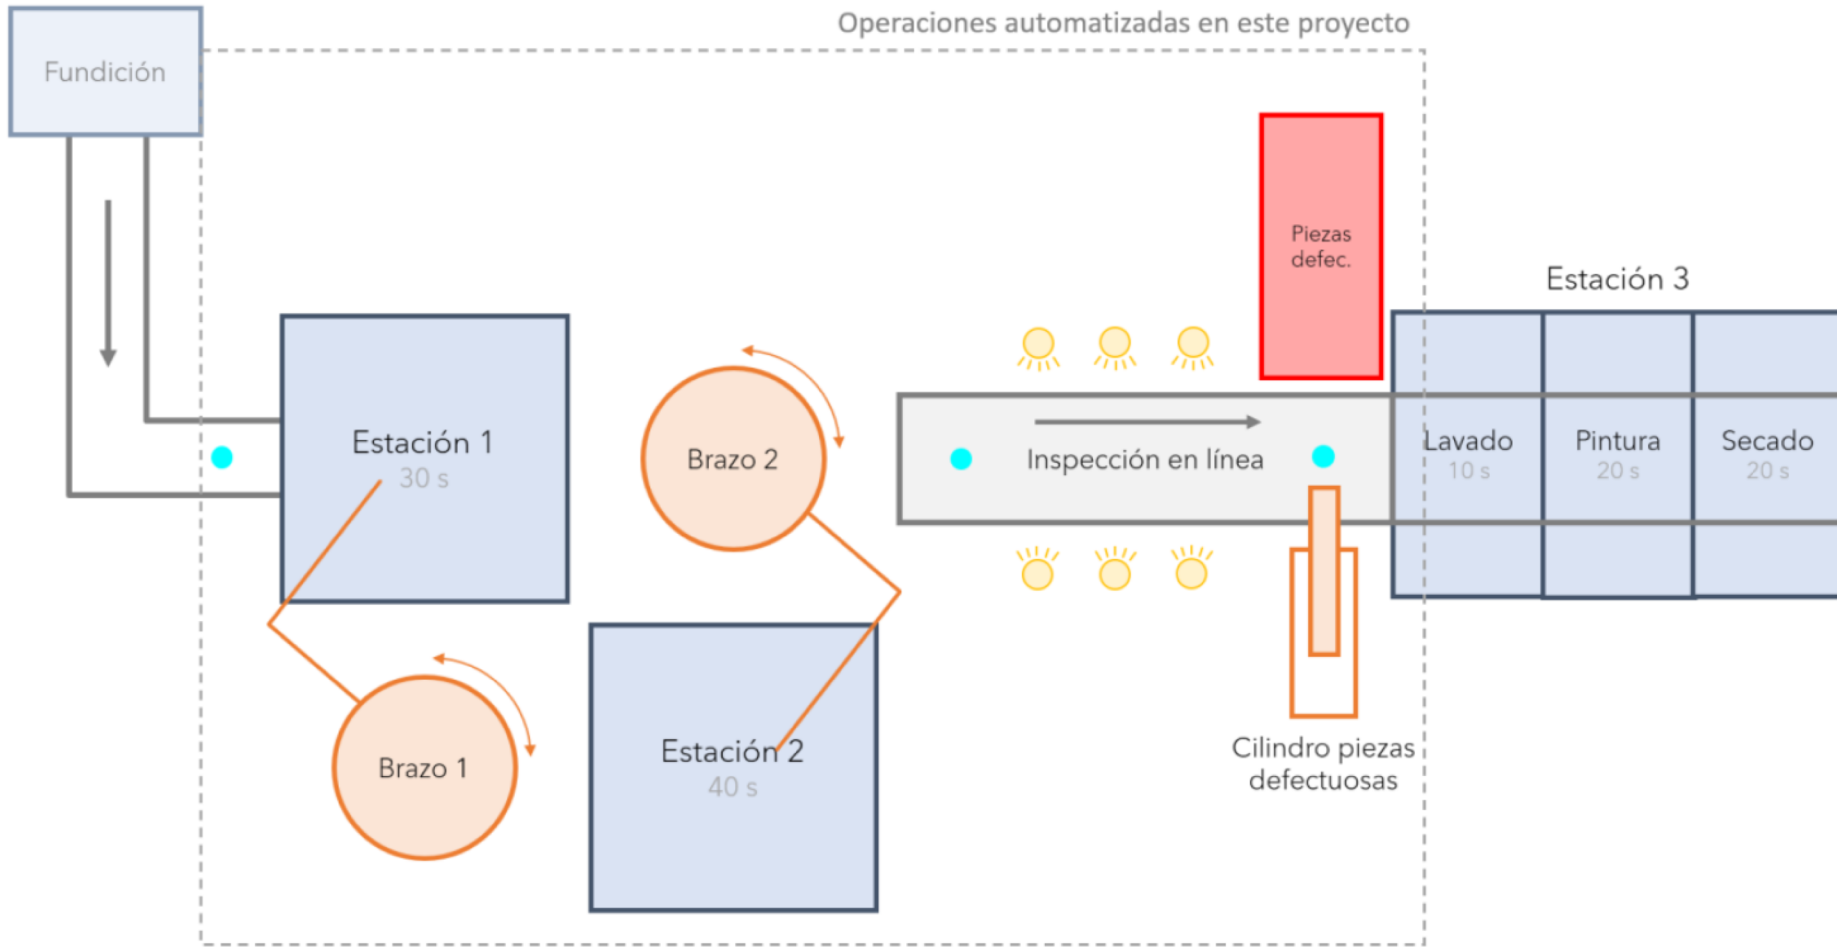 Operaciones automatizadas en este proyecto
Fundición
Piezas
defec.
Estación 3
Estación 1
30 s
Brazo 2
Inspección en línea
Lavado
10 s
Pintura
20 s
Secado
20 s
Brazo 1
Estación 2
40 s
Cilindro piezas
defectuosas